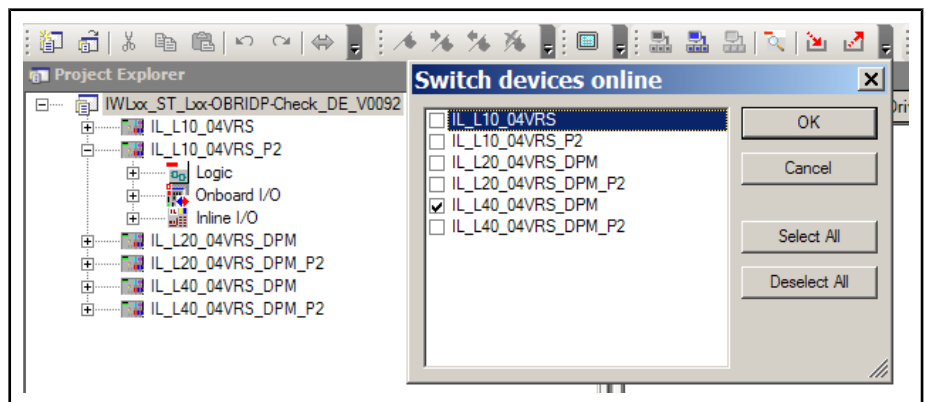 Project Explorer
IWLxx_ST_Lxx-OBRIDP-Check_DE_V0092
IL_L10_04VRS
IL_L10_04VRS_P2
Logic
Onboard I/O
Inline I/O
IL_L20_04VRS_DPM
IL_L20_04VRS_DPM_P2
IL_L40_04VRS_DPM
IL_L40_04VRS_DPM_P2
Switch devices online
IL_L10_04VRS
IL_L10_04VRS_P2
IL_L20_04VRS_DPM
IL_L20_04VRS_DPM_P2
IL_L40_04VRS_DPM
IL_L40_04VRS_DPM_P2
OK
Cancel
Select All
Deselect All